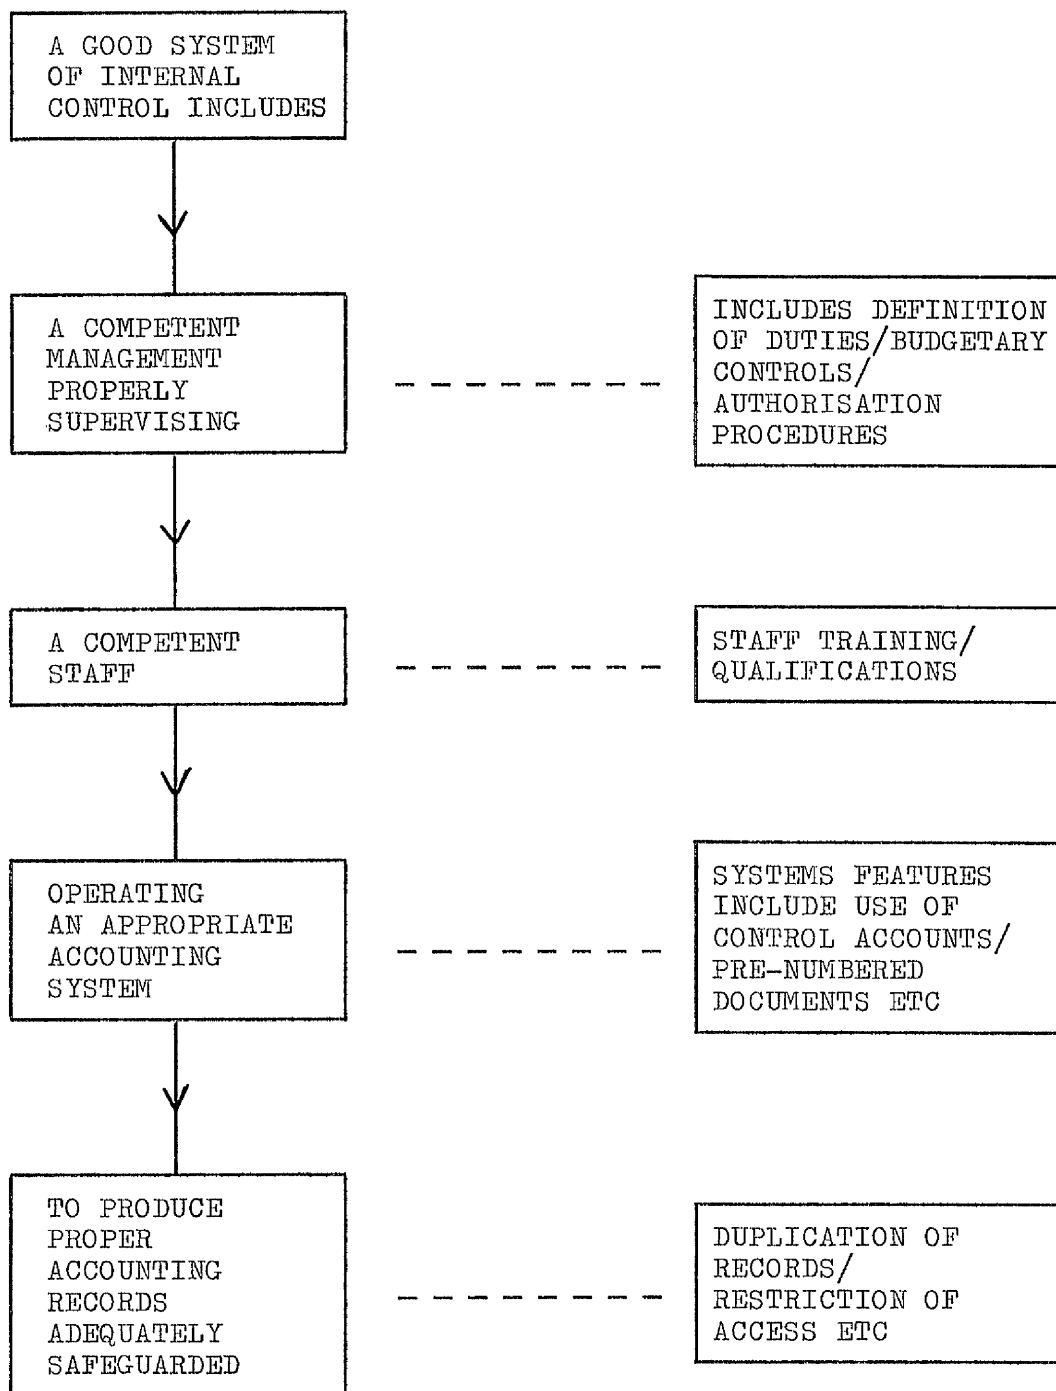 A GOOD SYSTEM
OF INTERNAL
CONTROL INCLUDES
A COMPETENT
MANAGEMENT
PROPERLY
SUPERVISING
INCLUDES DEFINITION
OF DUTIES/BUDGETARY
CONTROLS/
AUTHORISATION
PROCEDURES
A COMPETENT
STAFF
STAFF TRAINING/
QUALIFICATIONS
OPERATING
AN APPROPRIATE
ACCOUNTING
SYSTEM
SYSTEMS FEATURES
INCLUDE USE OF
CONTROL ACCOUNTS/
PRE-NUMBERED
DOCUMENTS ETC
TO PRODUCE
PROPER
ACCOUNTING
RECORDS
ADEQUATELY
SAFEGUARDED
DUPLICATION OF
RECORDS/
RESTRICTION OF
ACCESS ETC